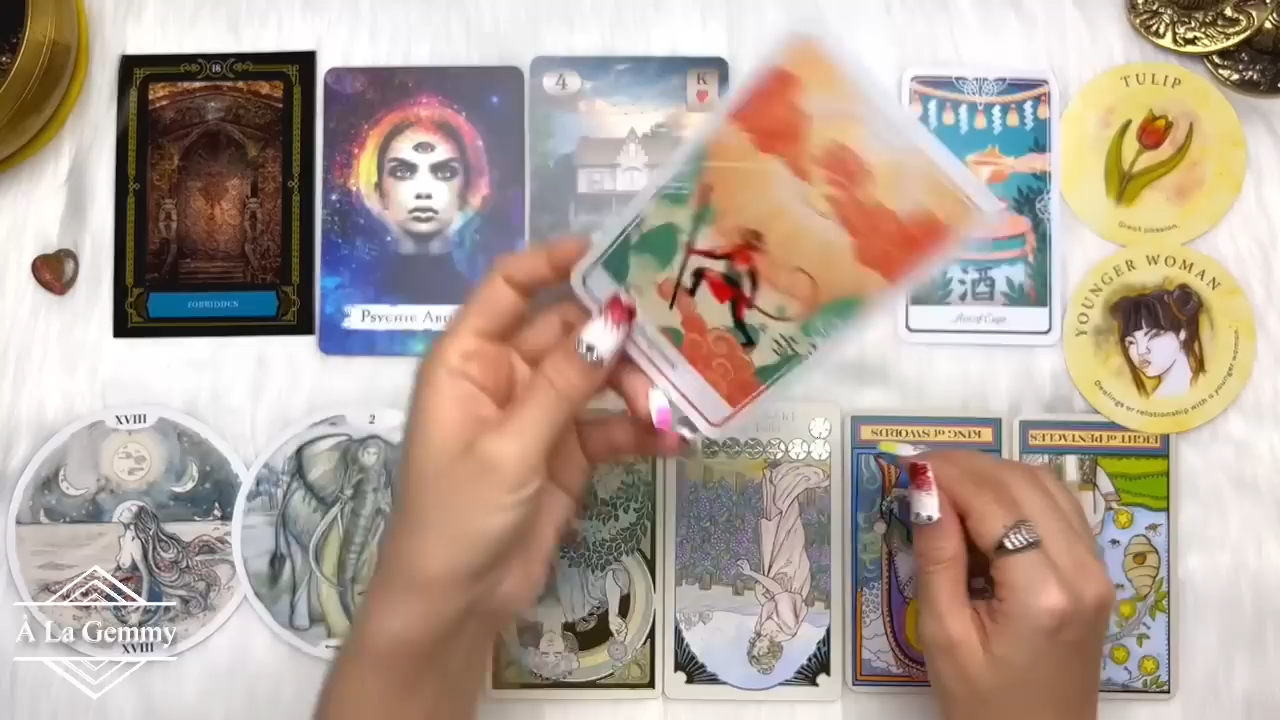 16
FORBIDDEN
PSYCHIC
4
K
酒
Ace of Cups
TULIP
Great passion.
YOUNGER WOMAN
Dealings or relationship with a younger woman.
XVIII
XVIII
2
KING of SWORDS
EIGHT of PENTACLES
À LA GEMMY